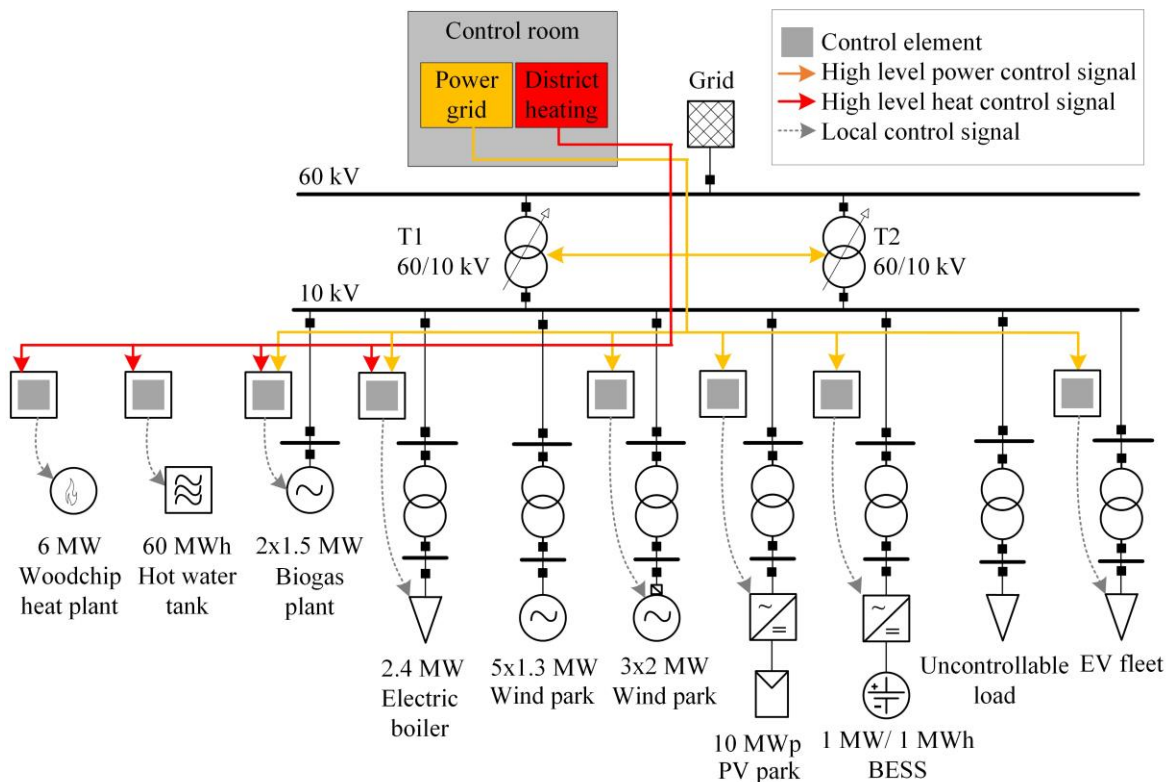 Control room
Power
grid
District
heating
Grid
Control element
High level power control signal
High level heat control signal
Local control signal
60 kV
T1
60/10 kV
T2
60/10 kV
10 kV
6 MW
Woodchip
heat plant
60 MWh
Hot water
tank
2x1.5 MW
Biogas
plant
2.4 MW
Electric
boiler
5x1.3 MW
Wind park
3x2 MW
Wind park
10 MWp
PV park
1 MW/ 1 MWh
BESS
Uncontrollable
load
EV fleet